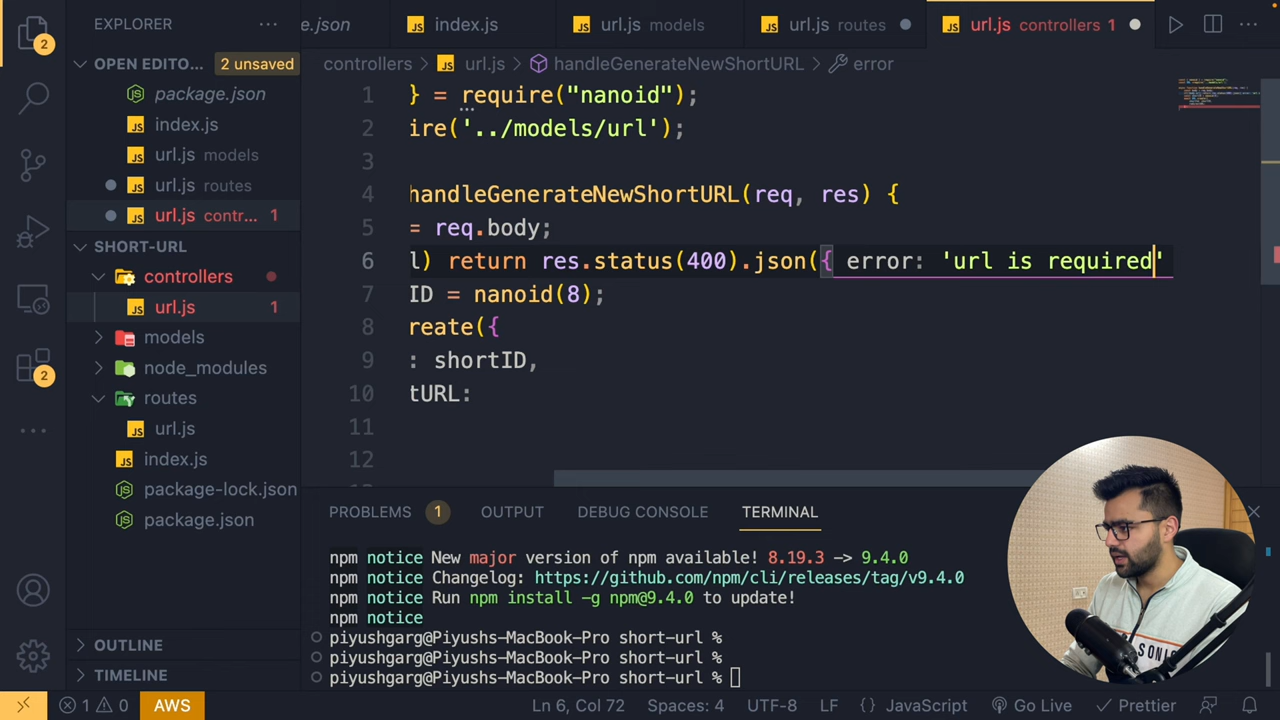 EXPLORER
OPEN EDITO...
2 unsaved
package.json
index.js
url.js models
url.js routes
url.js contr... 1
SHORT-URL
controllers
url.js 1
models
node_modules
routes
url.js
index.js
package-lock.json
package.json
OUTLINE
TIMELINE
2
2
e.json
index.js
url.js models
url.js routes
url.js controllers 1
controllers > url.js > handleGenerateNewShortURL > error
1 } = require("nanoid");
2 ire('../models/url');
3
4 handleGenerateNewShortURL(req, res) {
5 = req.body;
6 l) return res.status(400).json({ error: 'url is required'
7 ID = nanoid(8);
8 reate({
9 : shortID,
10 tURL:
11
12
PROBLEMS 1 OUTPUT DEBUG CONSOLE TERMINAL
npm notice New major version of npm available! 8.19.3 -> 9.4.0
npm notice Changelog: https://github.com/npm/cli/releases/tag/v9.4.0
npm notice Run npm install -g npm@9.4.0 to update!
npm notice
piyushgarg@Piyushs-MacBook-Pro short-url %
piyushgarg@Piyushs-MacBook-Pro short-url %
piyushgarg@Piyushs-MacBook-Pro short-url %
1 0 AWS Ln 6, Col 72 Spaces: 4 UTF-8 LF {} JavaScript Go Live Prettier